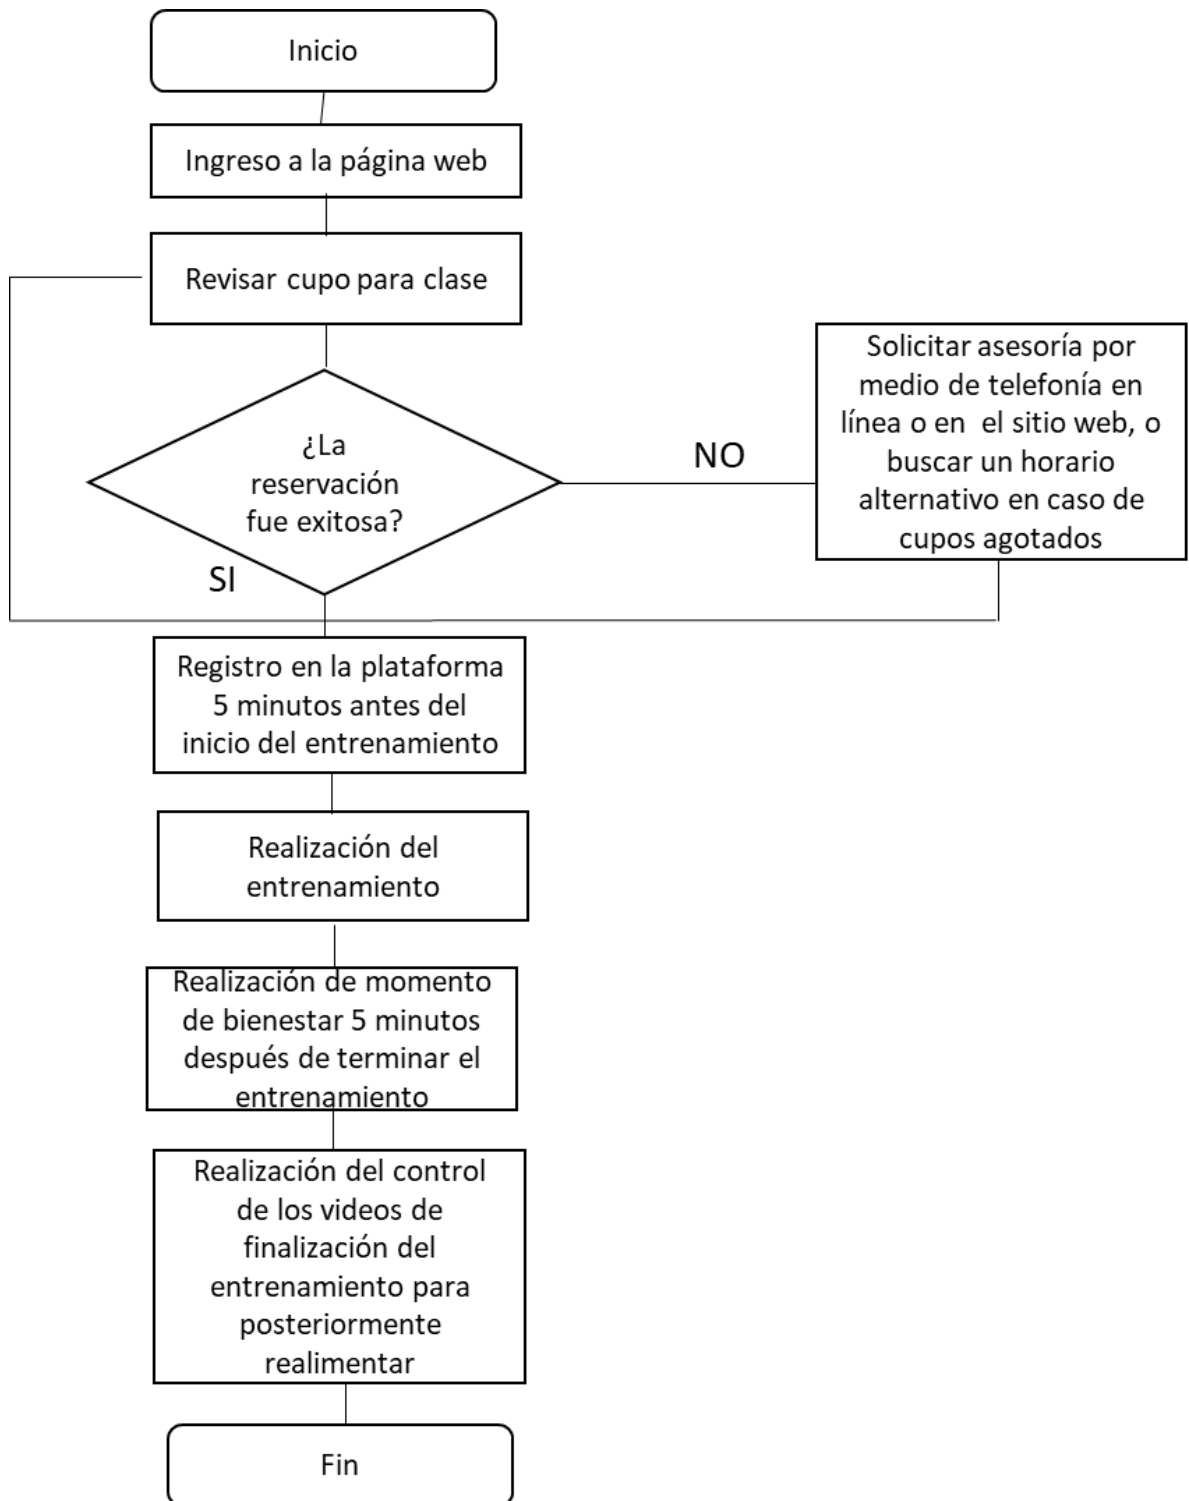 Inicio
Ingreso a la página web
Revisar cupo para clase
¿La
reservación
fue exitosa?
NO
Solicitar asesoría por
medio de telefonía en
línea o en el sitio web, o
buscar un horario
alternativo en caso de
cupos agotados
SI
Registro en la plataforma
5 minutos antes del
inicio del entrenamiento
Realización del
entrenamiento
Realización de momento
de bienestar 5 minutos
después de terminar el
entrenamiento
Realización del control
de los videos de
finalización del
entrenamiento para
posteriormente
realimentar
Fin